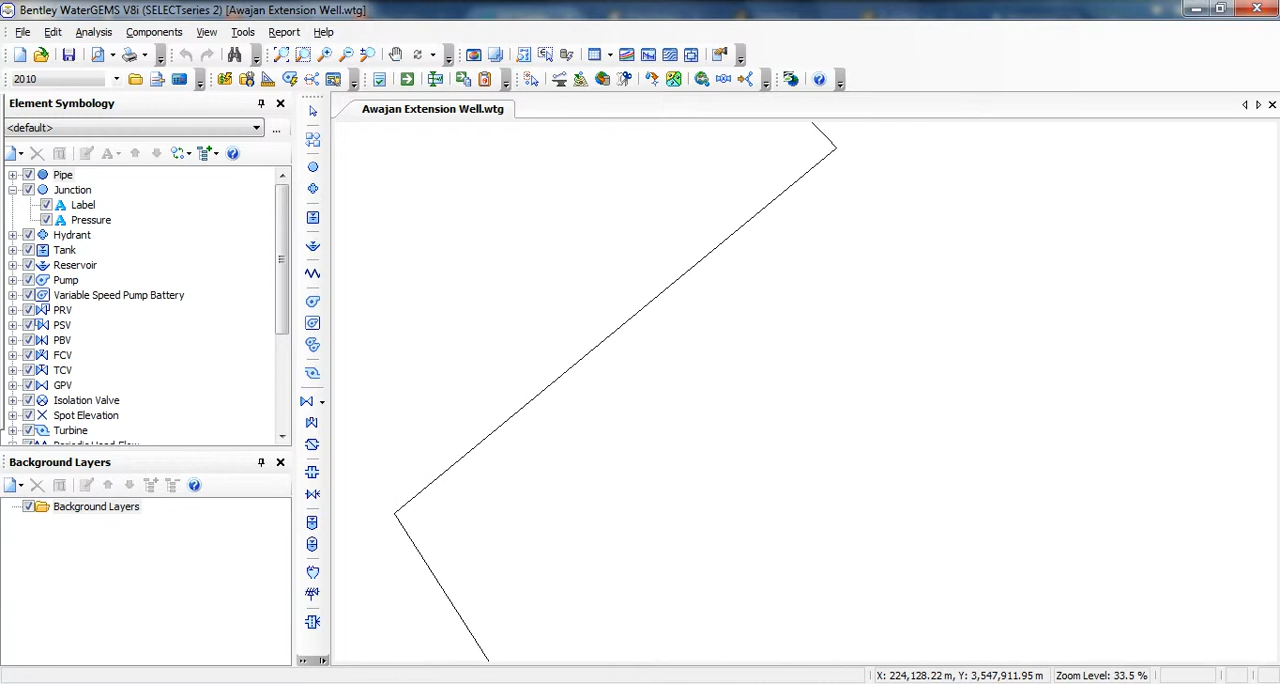 Bentley WaterGEMS V8i (SELECTseries 2) [Awajan Extension Well.wtg]
File Edit Analysis Components View Tools Report Help
2010
Element Symbology
Awajan Extension Well.wtg
<default>
...
Pipe
Junction
Label
Pressure
Hydrant
Tank
Reservoir
Pump
Variable Speed Pump Battery
PRV
PSV
PBV
FCV
TCV
GPV
Isolation Valve
Spot Elevation
Turbine
Background Layers
Background Layers
X: 224,128.22 m, Y: 3,547,911.95 m Zoom Level: 33.5 %